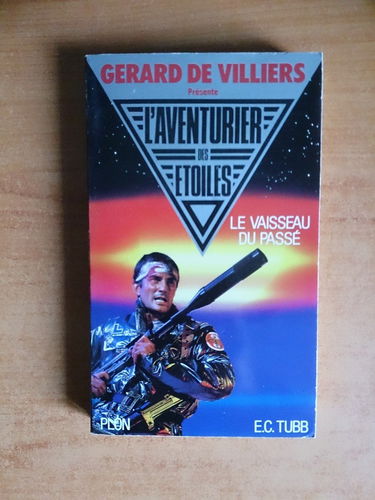 GERARD DE VILLIERS
Présente
L'AVENTURIER
DES
ETOILES
LE VAISSEAU
DU PASSÉ
PLON
E.C. TUBB